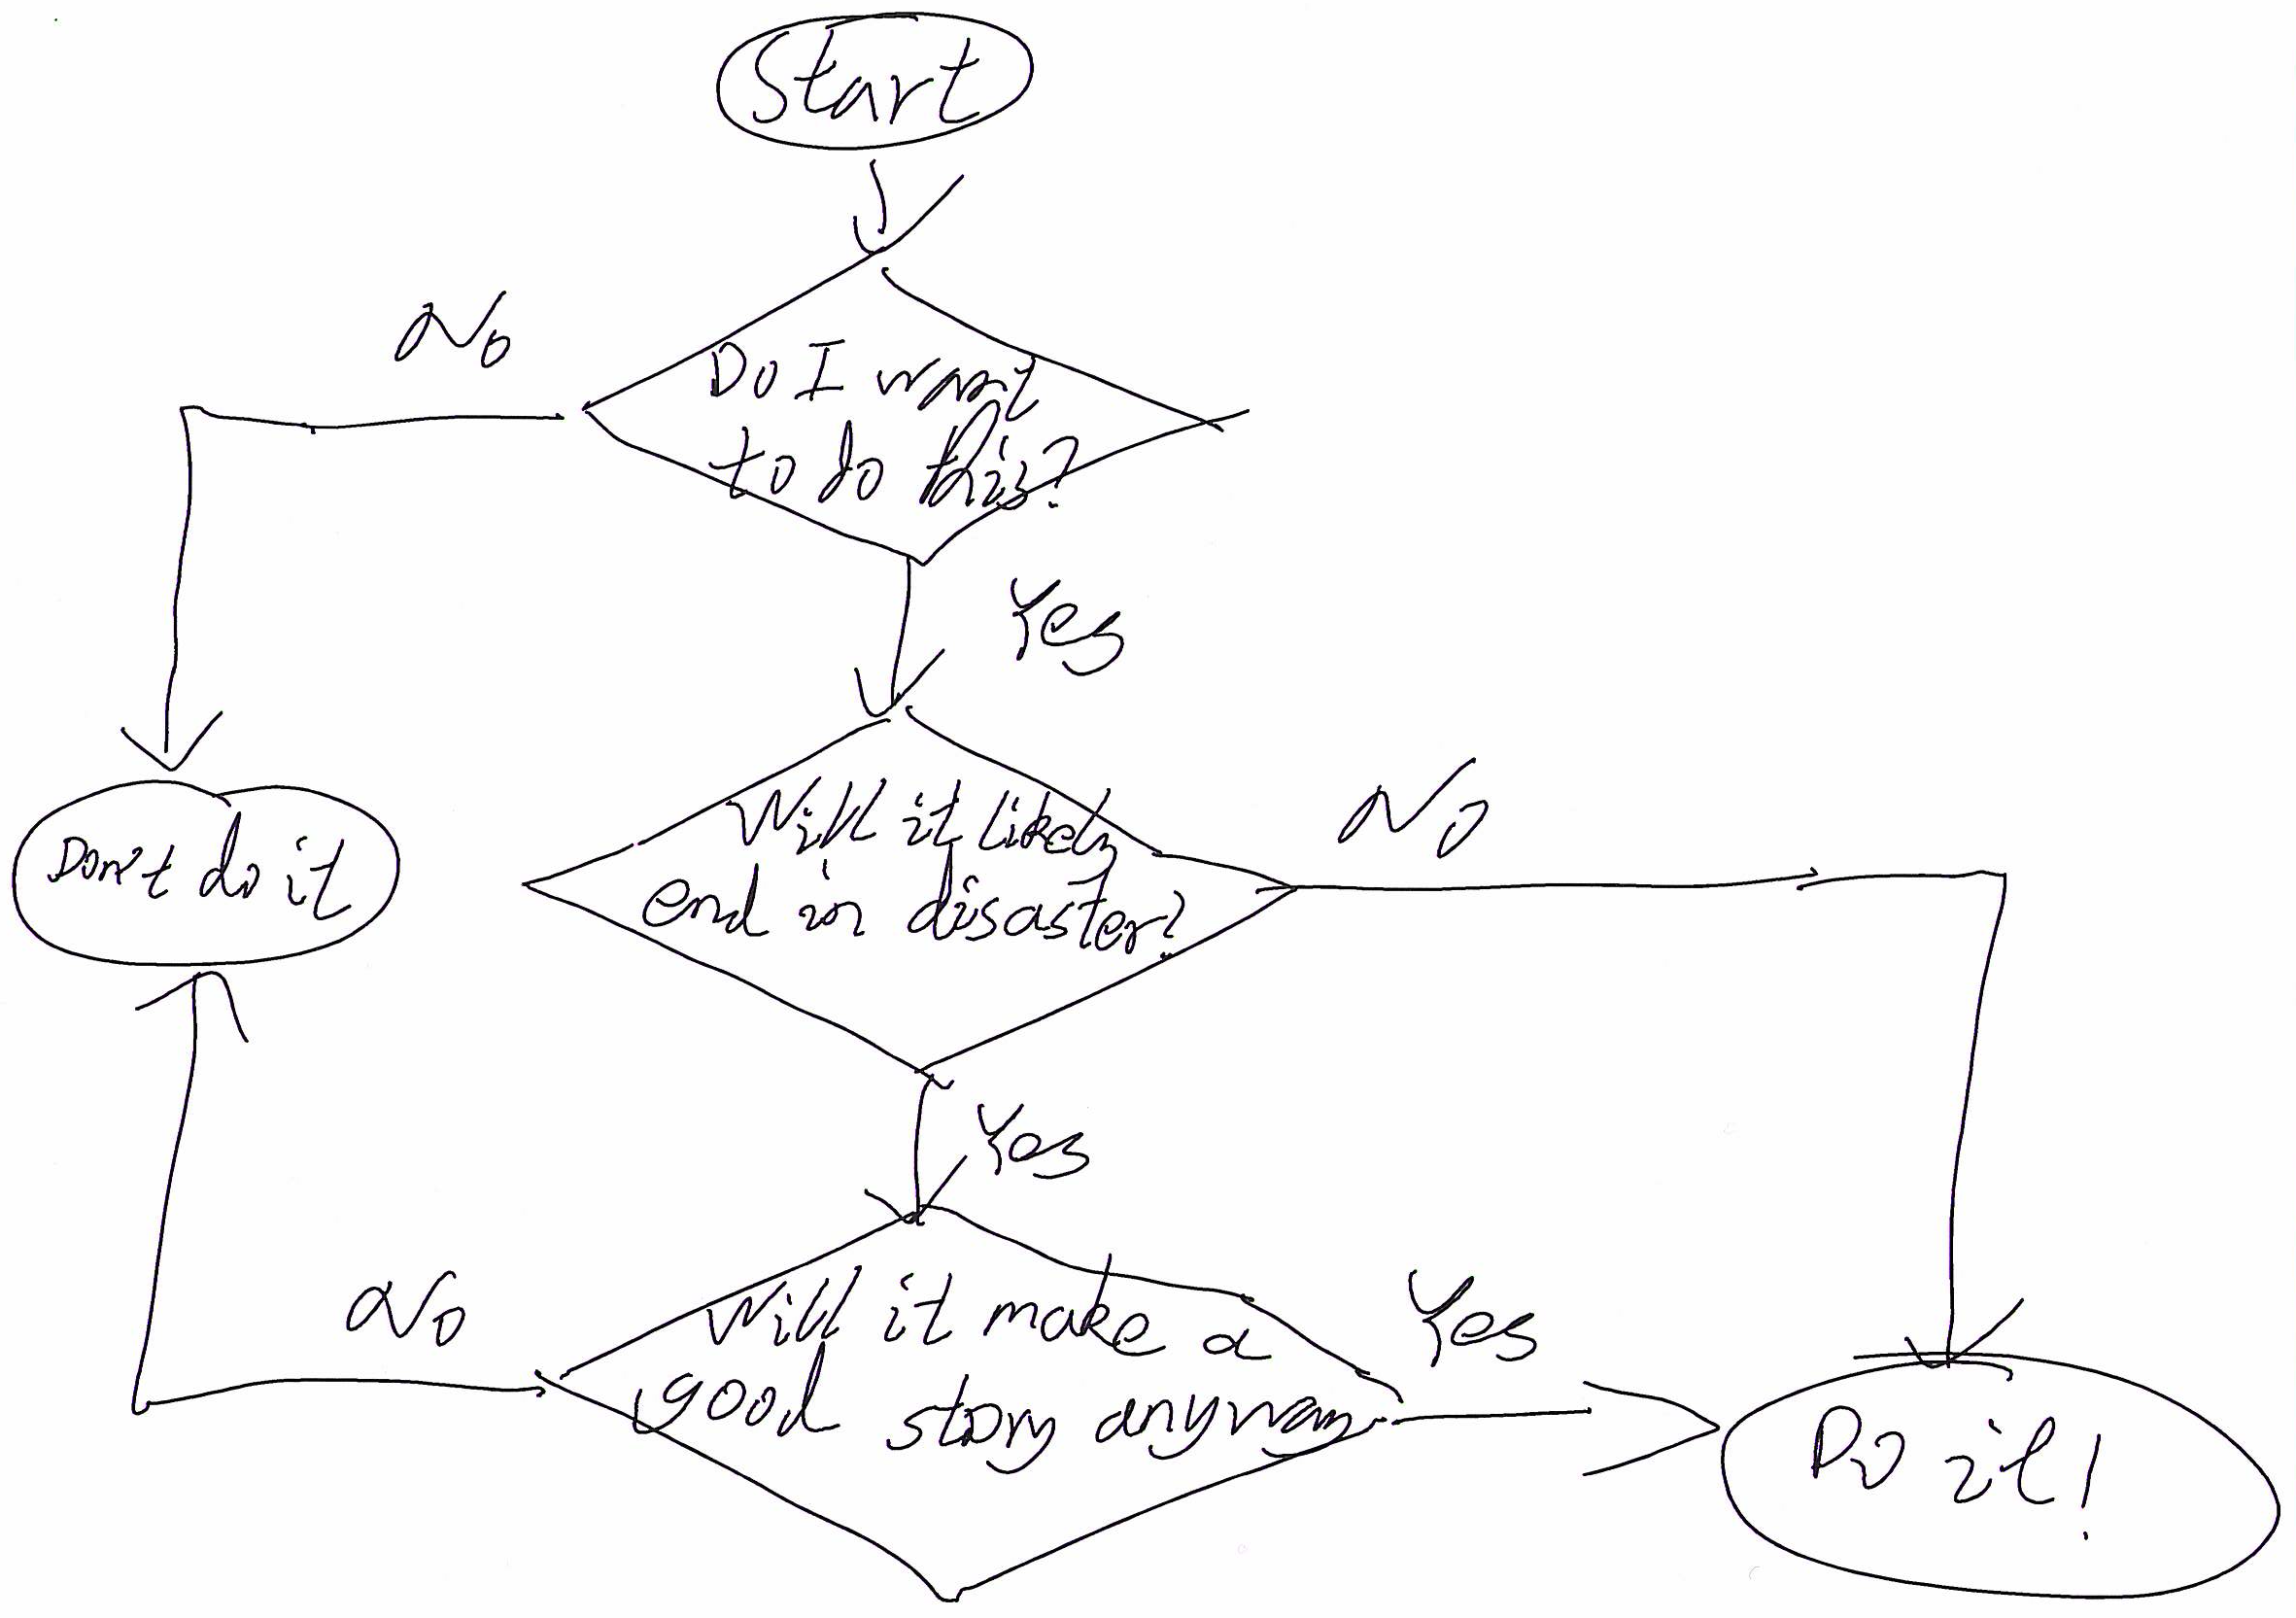 Start
No
Do I want
to do this?
Yes
Don't do it
Will it likely
end in disaster?
No
Yes
No
Will it make a
good story anyway
Yes
Do it!